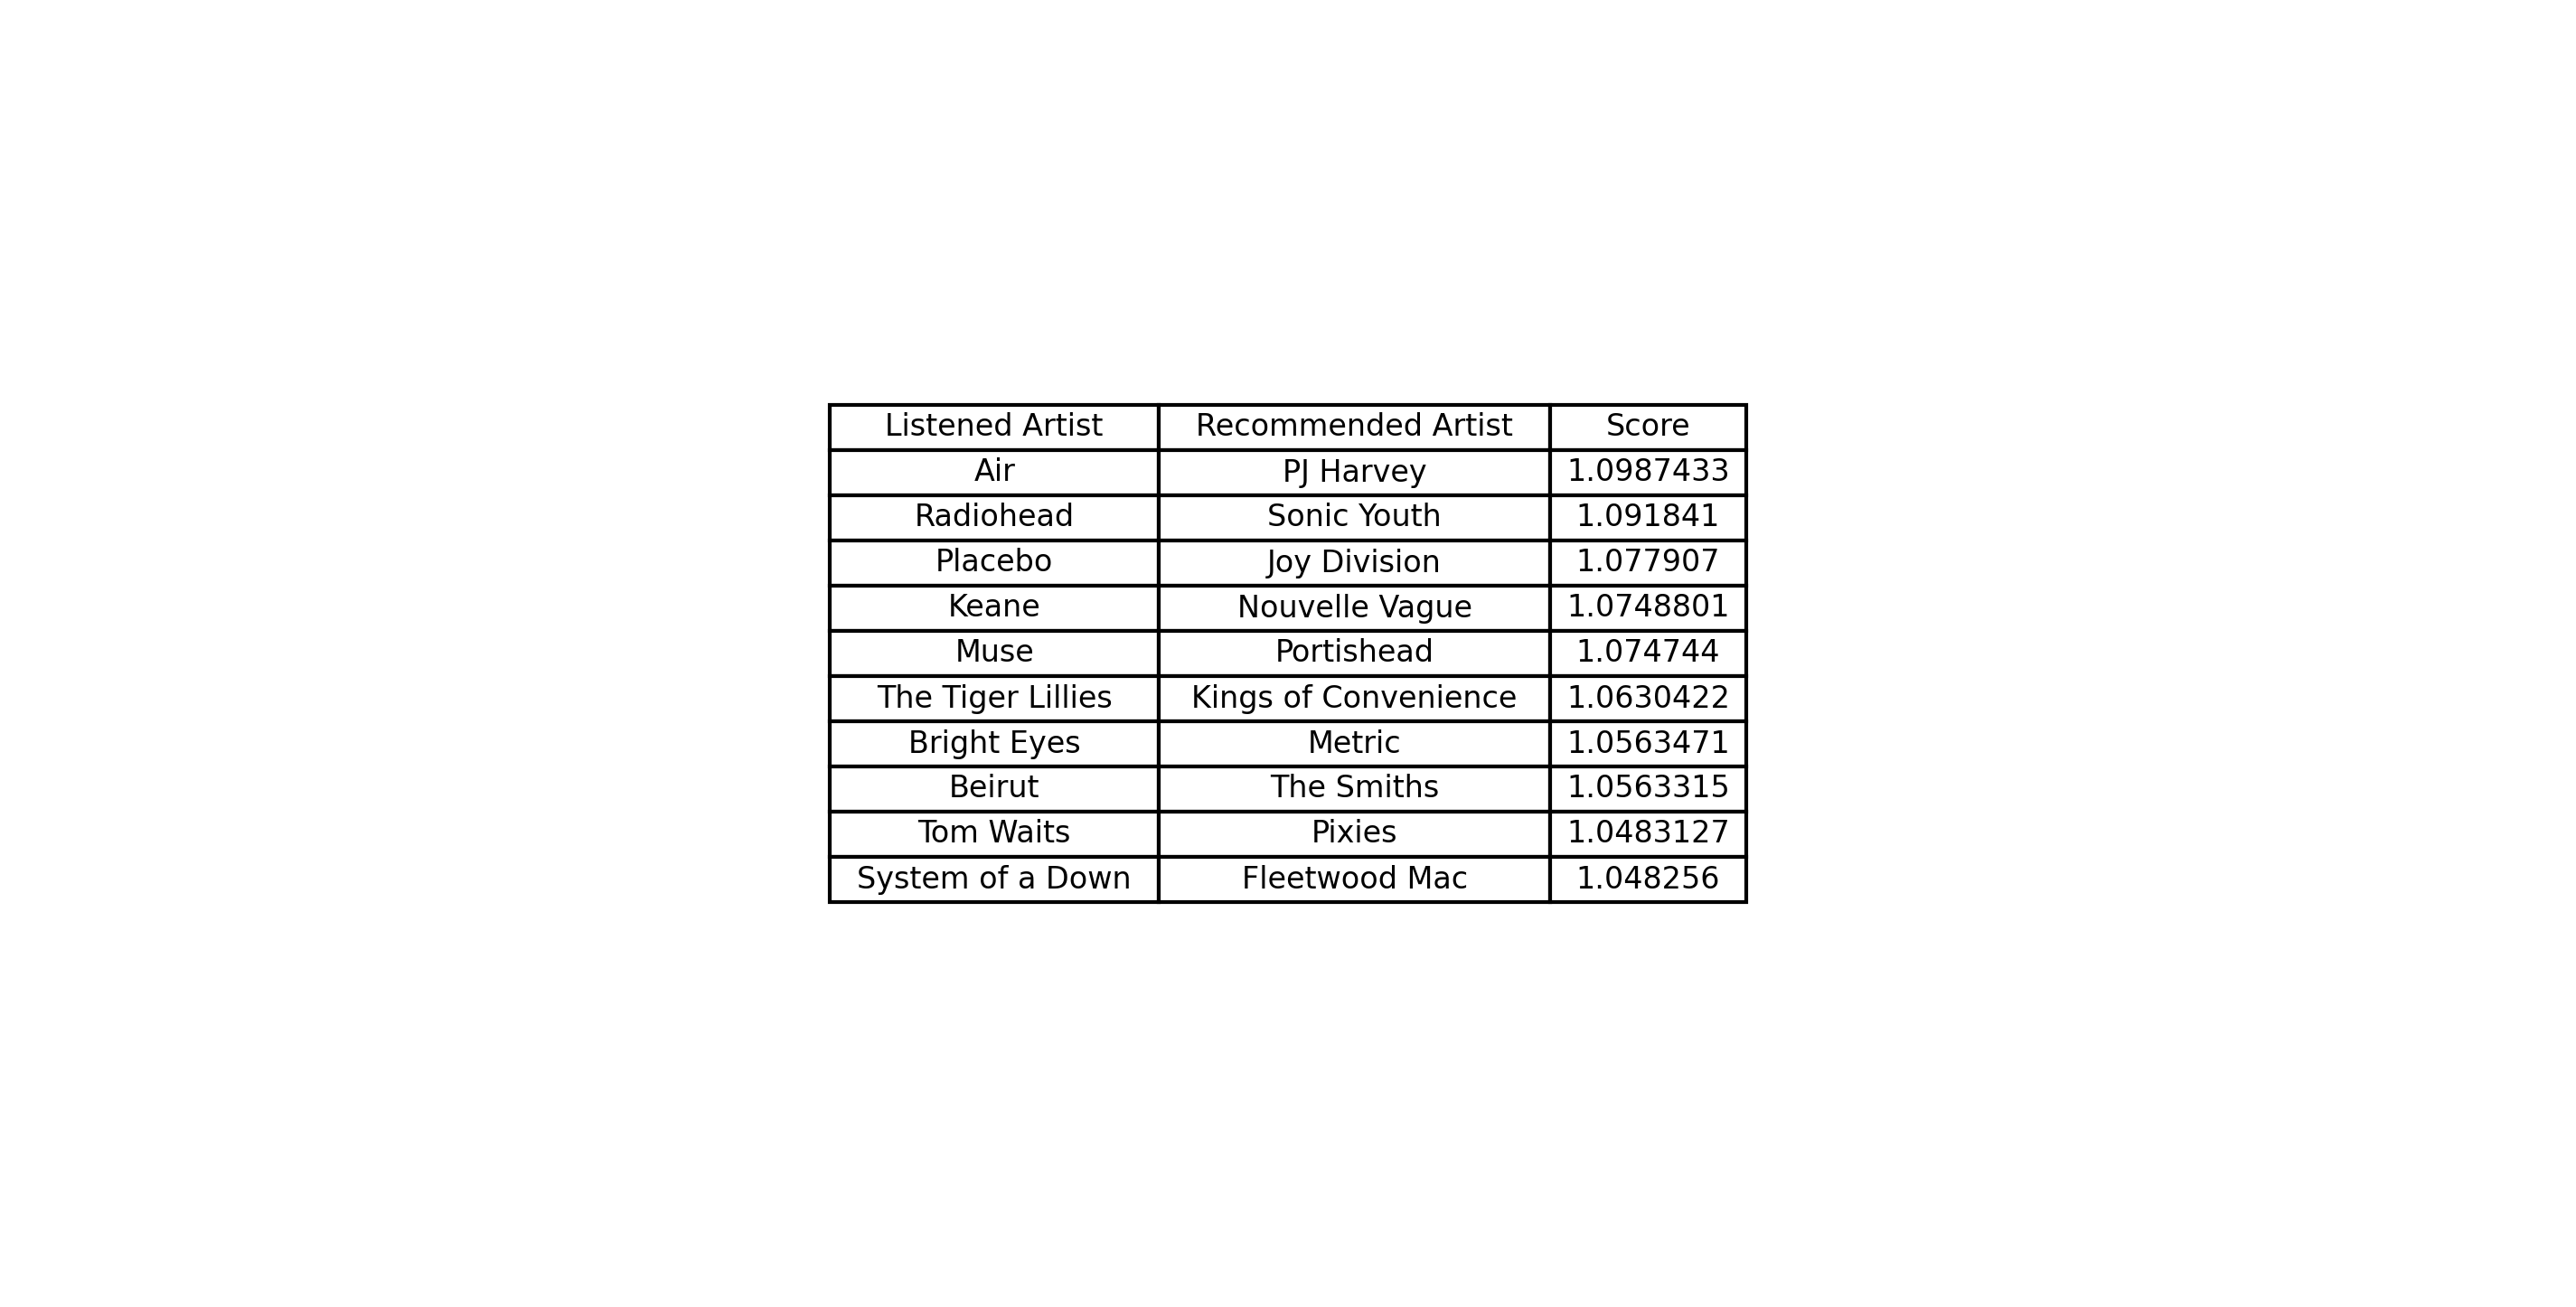 Listened Artist Recommended Artist Score
Air PJ Harvey 1.0987433
Radiohead Sonic Youth 1.091841
Placebo Joy Division 1.077907
Keane Nouvelle Vague 1.0748801
Muse Portishead 1.074744
The Tiger Lillies Kings of Convenience 1.0630422
Bright Eyes Metric 1.0563471
Beirut The Smiths 1.0563315
Tom Waits Pixies 1.0483127
System of a Down Fleetwood Mac 1.048256